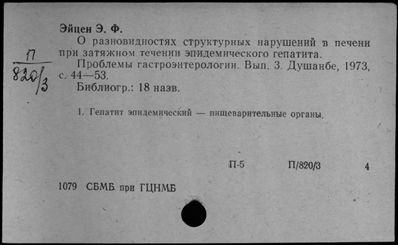 Эйцен Э. Ф.
О разновидностях структурных нарушений в печени
при затяжном течении эпидемического гепатита.
Проблемы гастроэнтерологии. Вып. 3. Душанбе, 1973,
с. 44—53.
Библиогр.: 18 назв.
П
820/3
1. Гепатит эпидемический — пищеварительные органы.
П-5 П/820/3 4
1079 СБМБ при ГЦНМБ